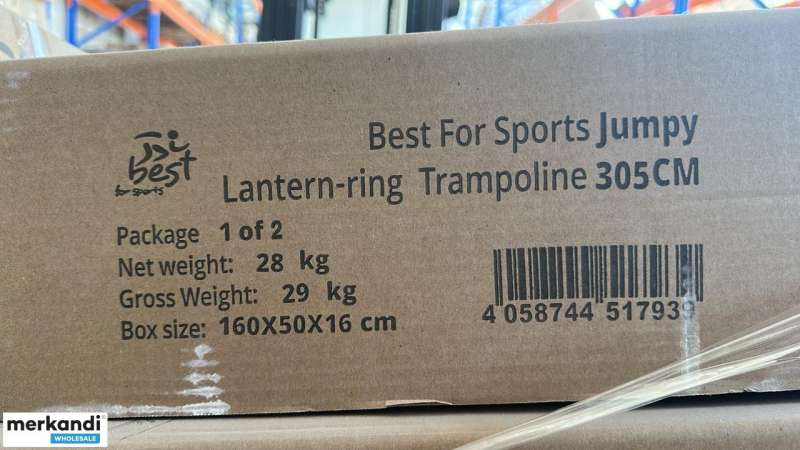 best
for sports
Best For Sports Jumpy
Lantern-ring Trampoline 305CM
Package 1 of 2
Net weight: 28 kg
Gross Weight: 29 kg
Box size: 160X50X16 cm
4 058744 517939
merkandi
WHOLESALE